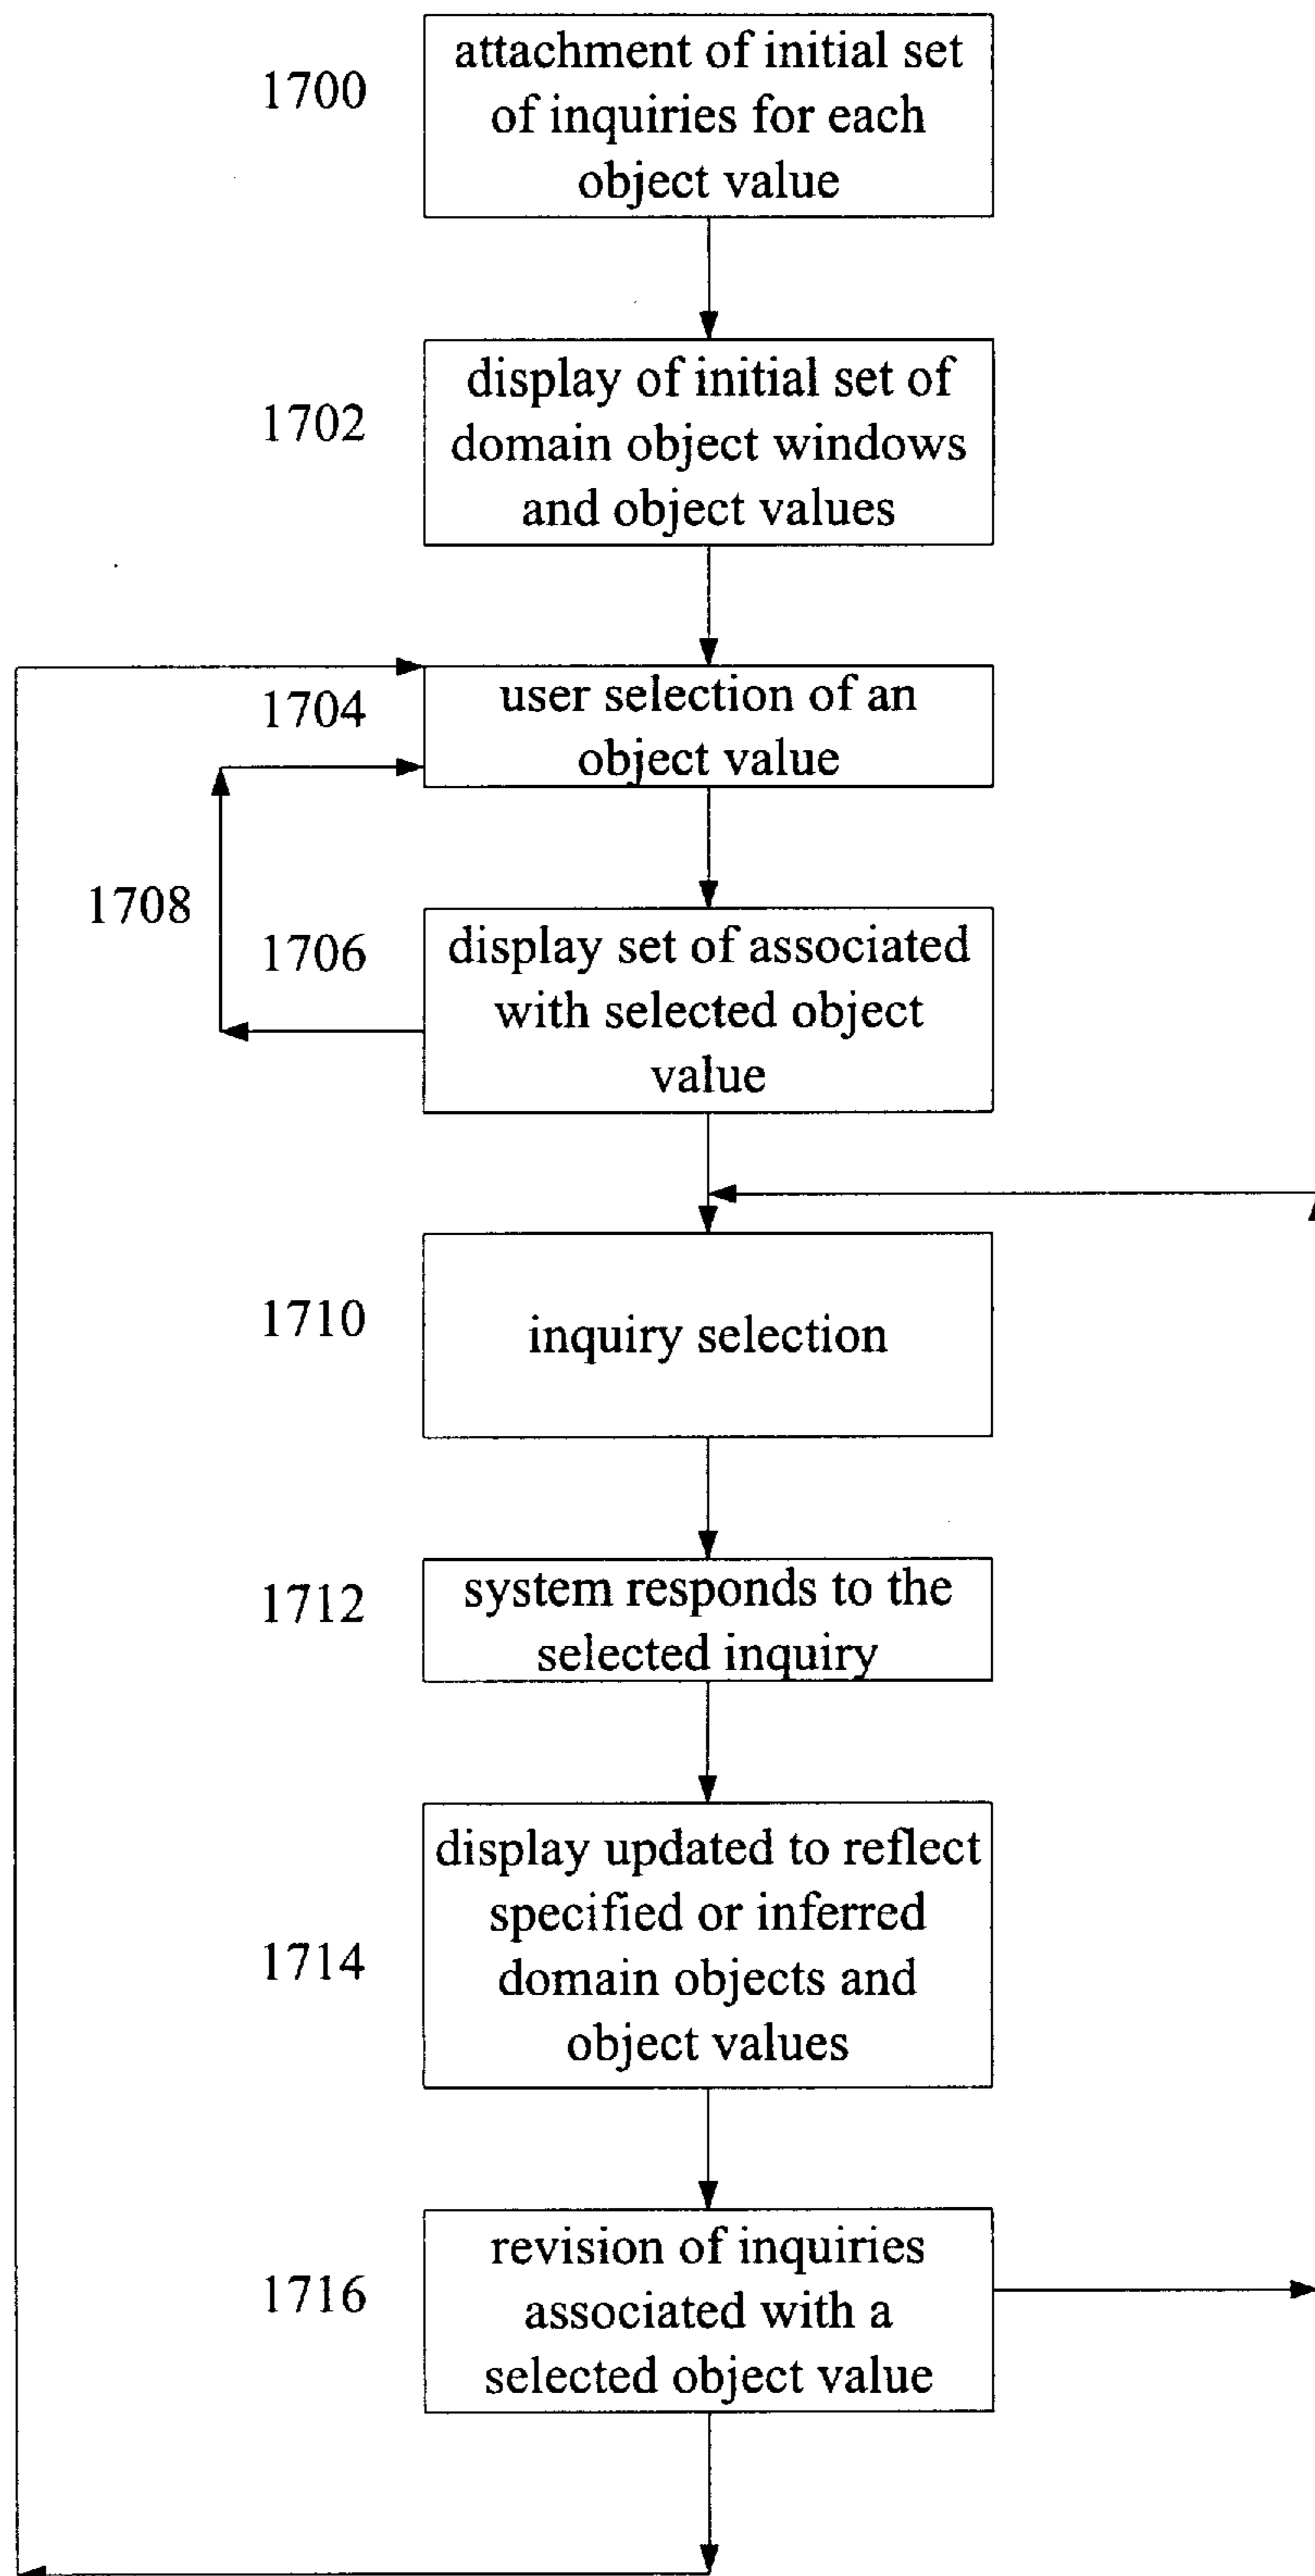 1700
attachment of initial set
of inquiries for each
object value
1702
display of initial set of
domain object windows
and object values
1704
user selection of an
object value
1708
1706
display set of associated
with selected object
value
1710
inquiry selection
1712
system responds to the
selected inquiry
1714
display updated to reflect
specified or inferred
domain objects and
object values
1716
revision of inquiries
associated with a
selected object value